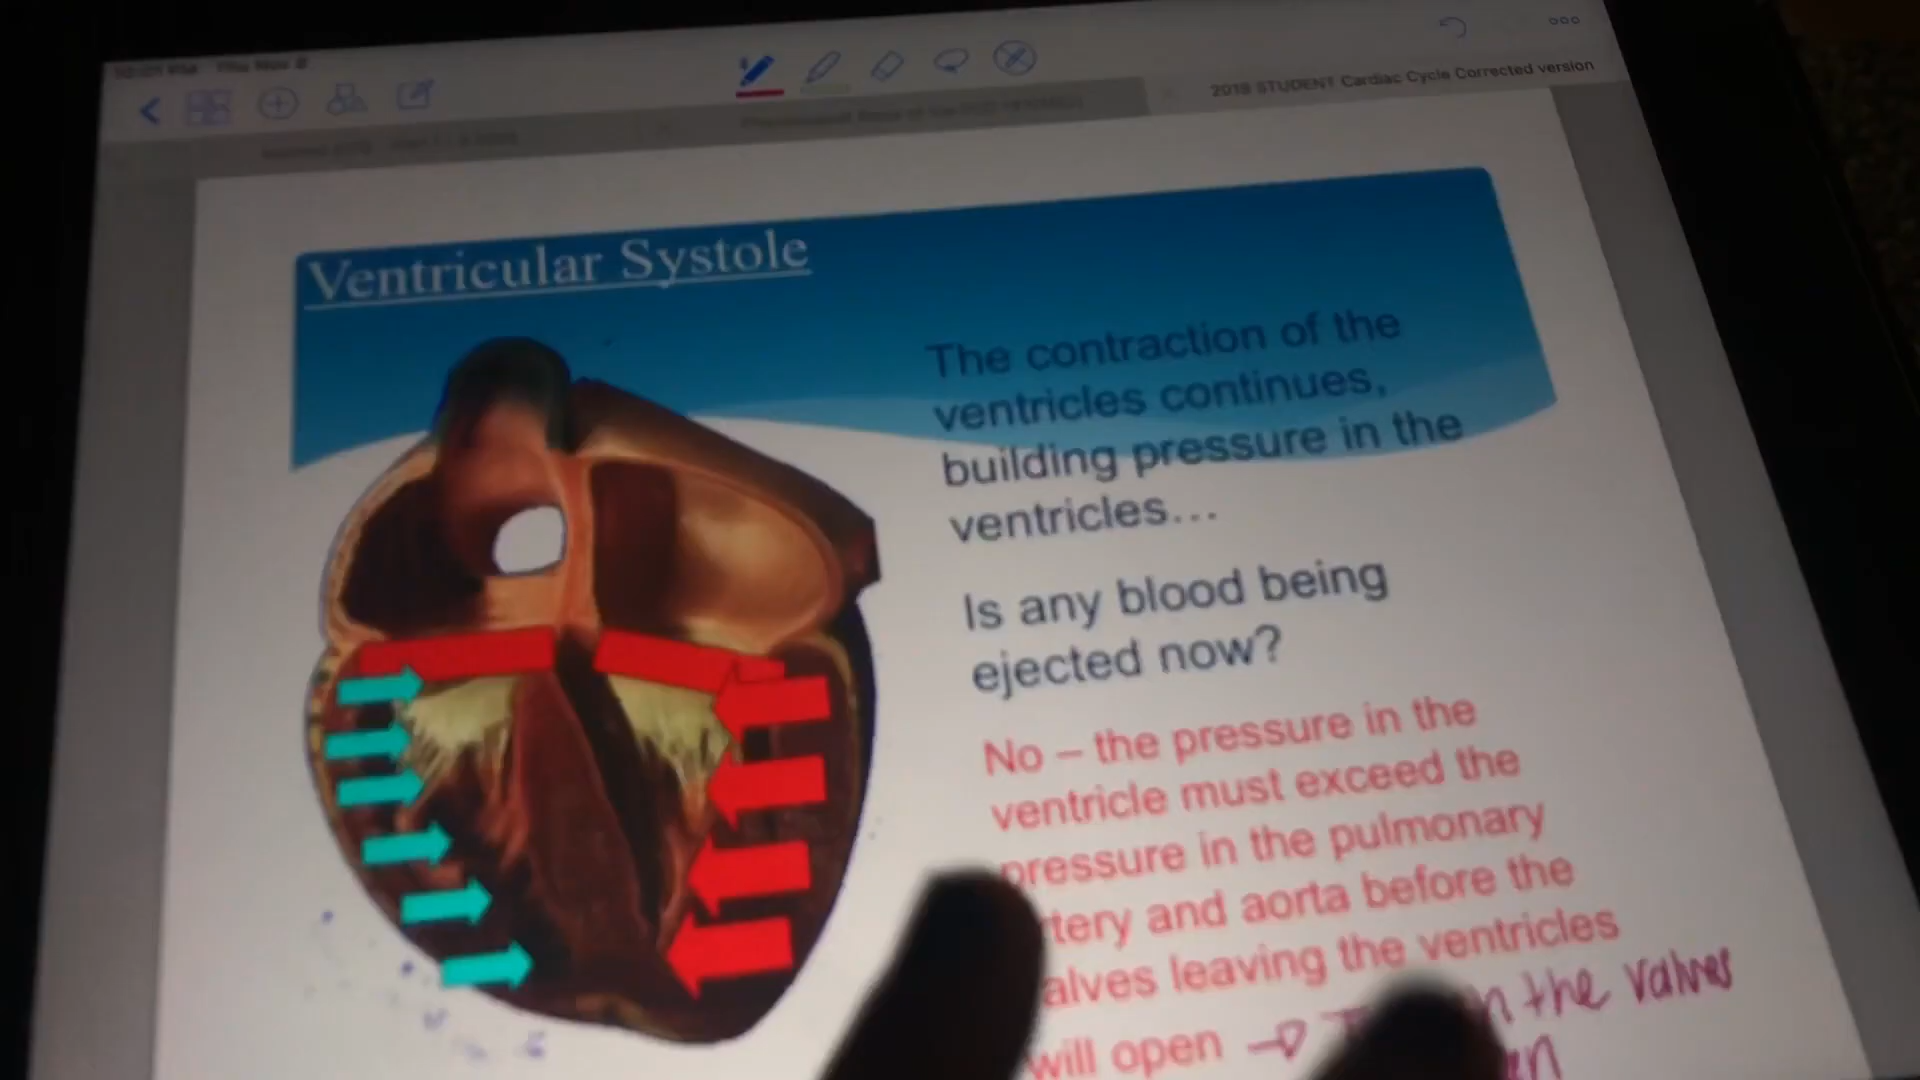 2019 STUDENT Cardiac Cycle Corrected version
Ventricular Systole
The contraction of the
ventricles continues,
building pressure in the
ventricles...
Is any blood being
ejected now?
No – the pressure in the
ventricle must exceed the
pressure in the pulmonary
tery and aorta before the
alves leaving the ventricles
will open
the valves